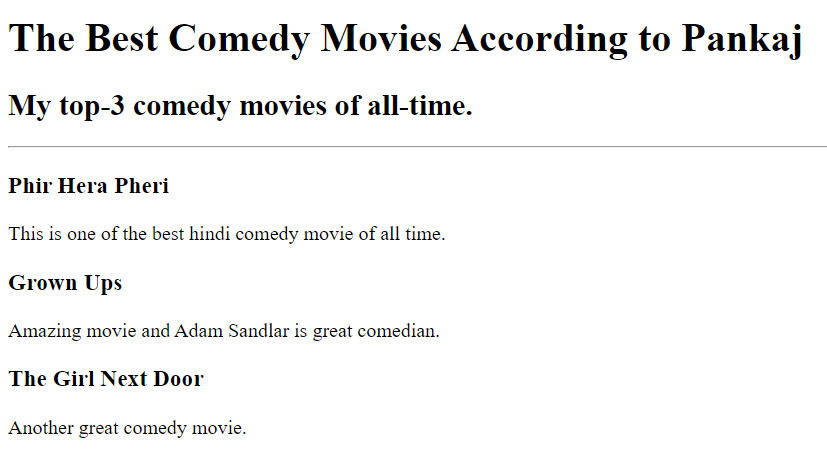 The Best Comedy Movies According to Pankaj
My top-3 comedy movies of all-time.
Phir Hera Pheri
This is one of the best hindi comedy movie of all time.
Grown Ups
Amazing movie and Adam Sandlar is great comedian.
The Girl Next Door
Another great comedy movie.